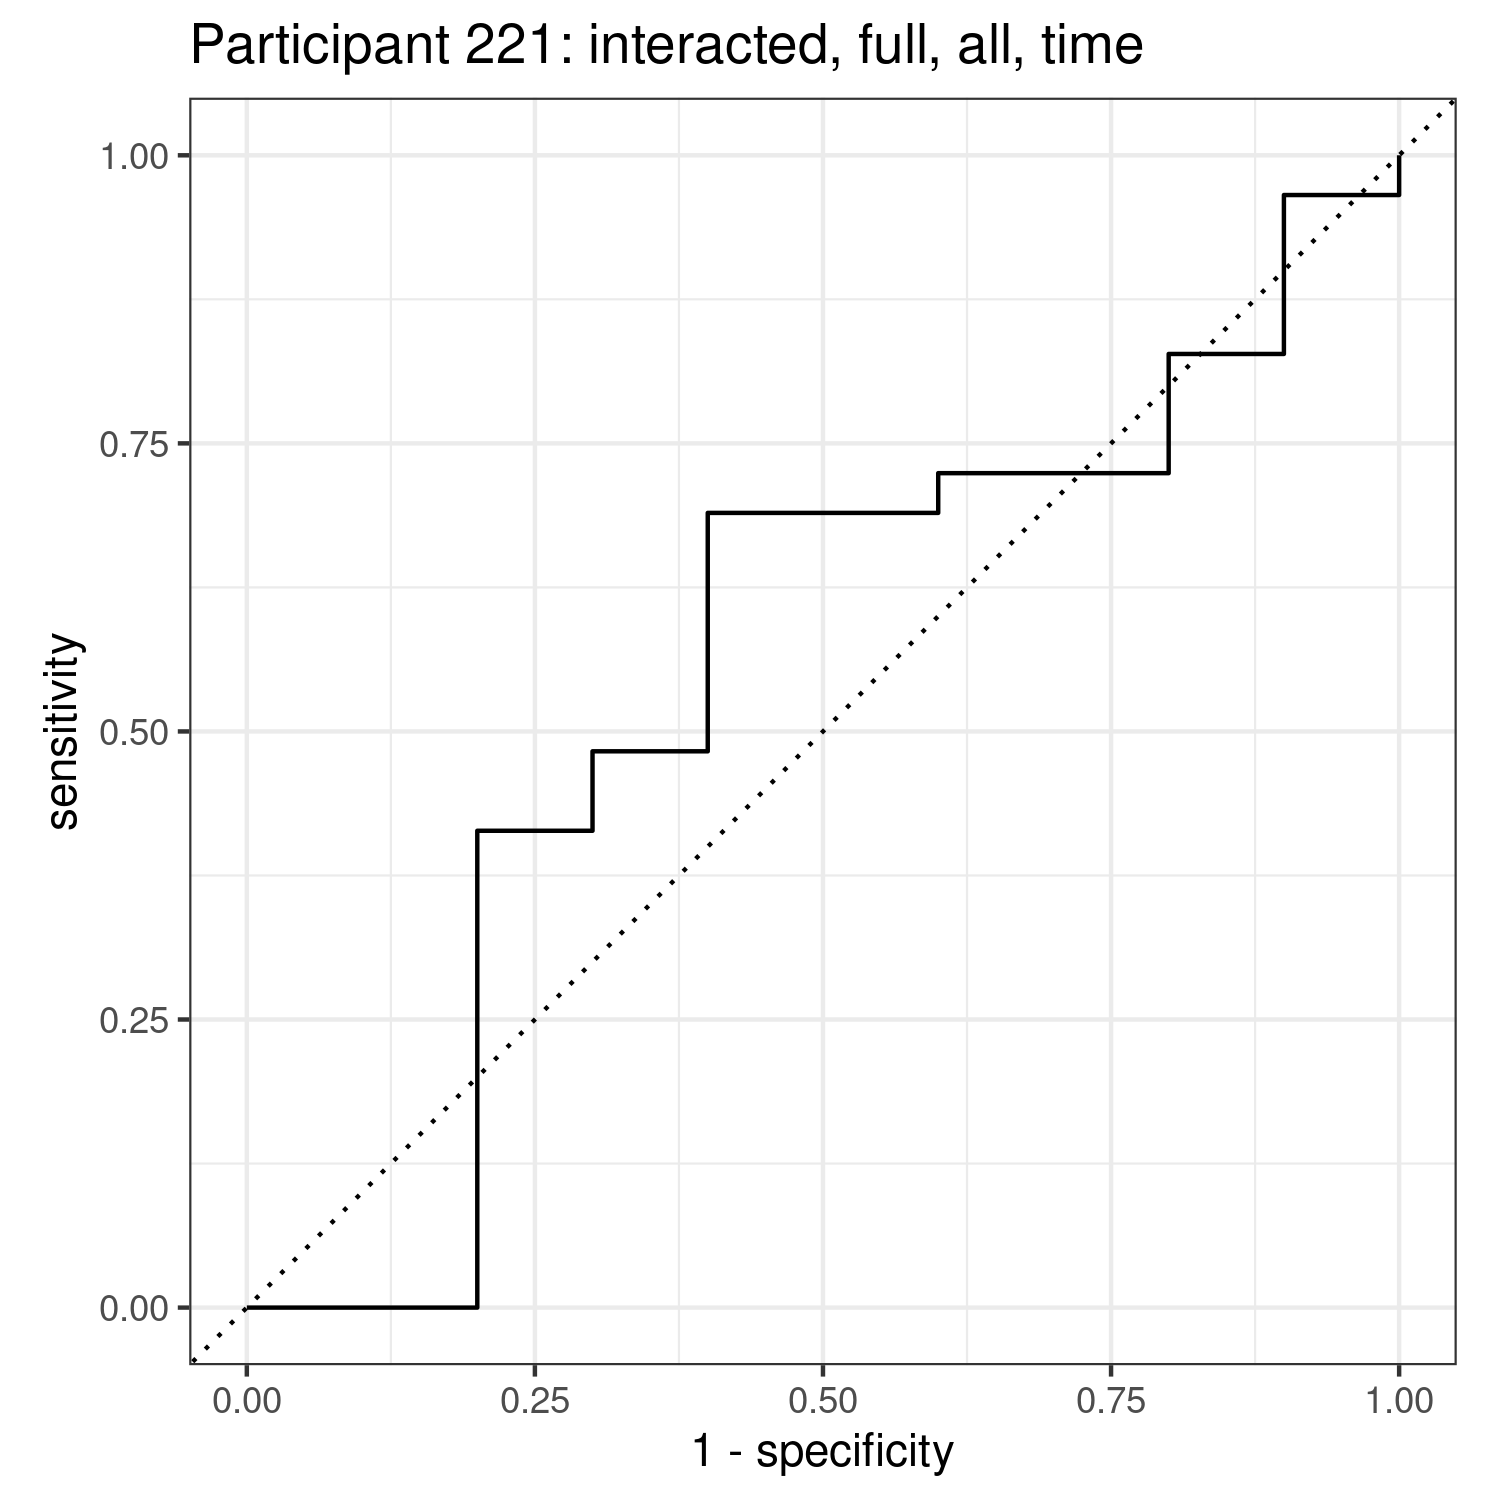 Participant 221: interacted, full, all, time
1.00
0.75
0.50
0.25
0.00
sensitivity
0.00 0.25 0.50 0.75 1.00
1 - specificity